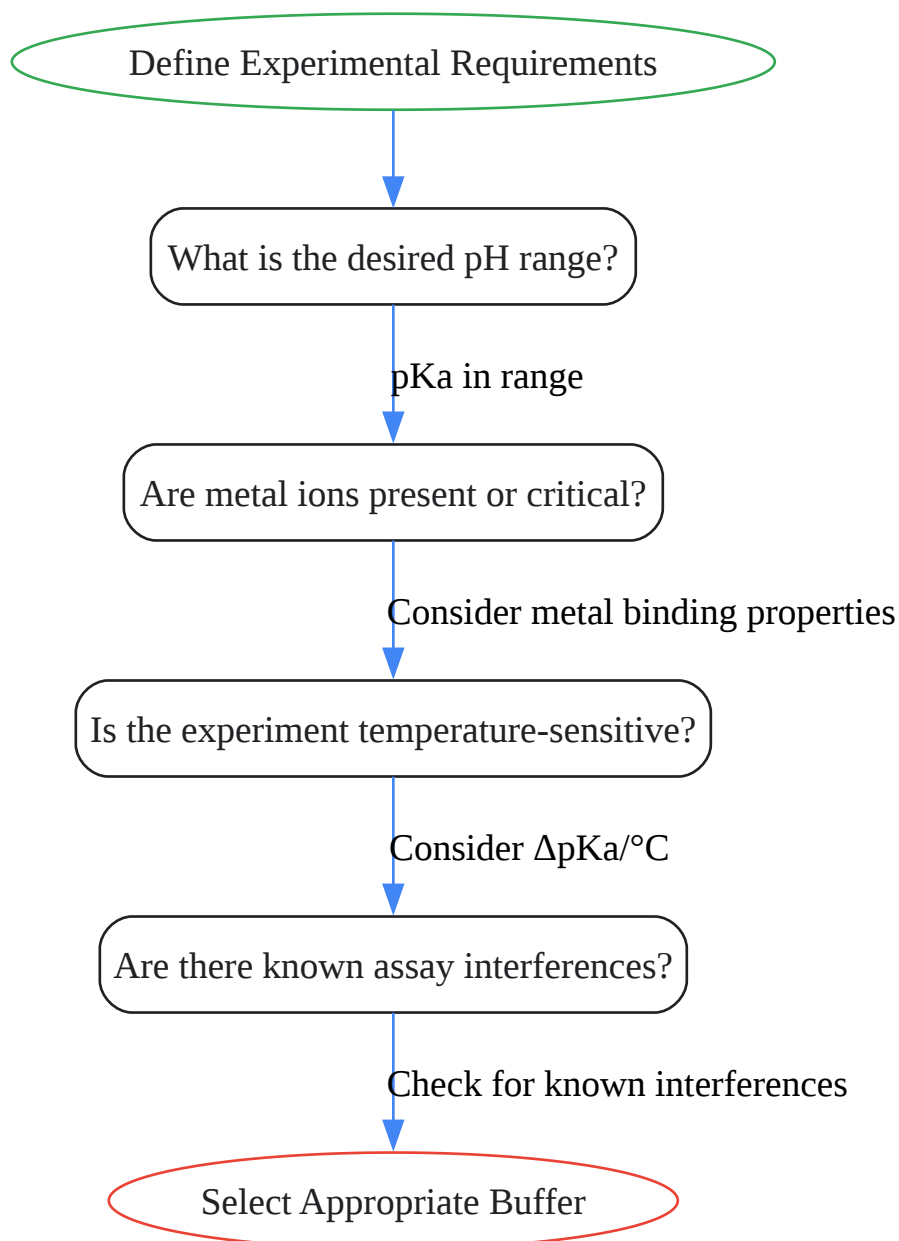 Define Experimental Requirements
What is the desired pH range?
pKa in range
Are metal ions present or critical?
Consider metal binding properties
Is the experiment temperature-sensitive?
Consider ΔpKa/°C
Are there known assay interferences?
Check for known interferences
Select Appropriate Buffer